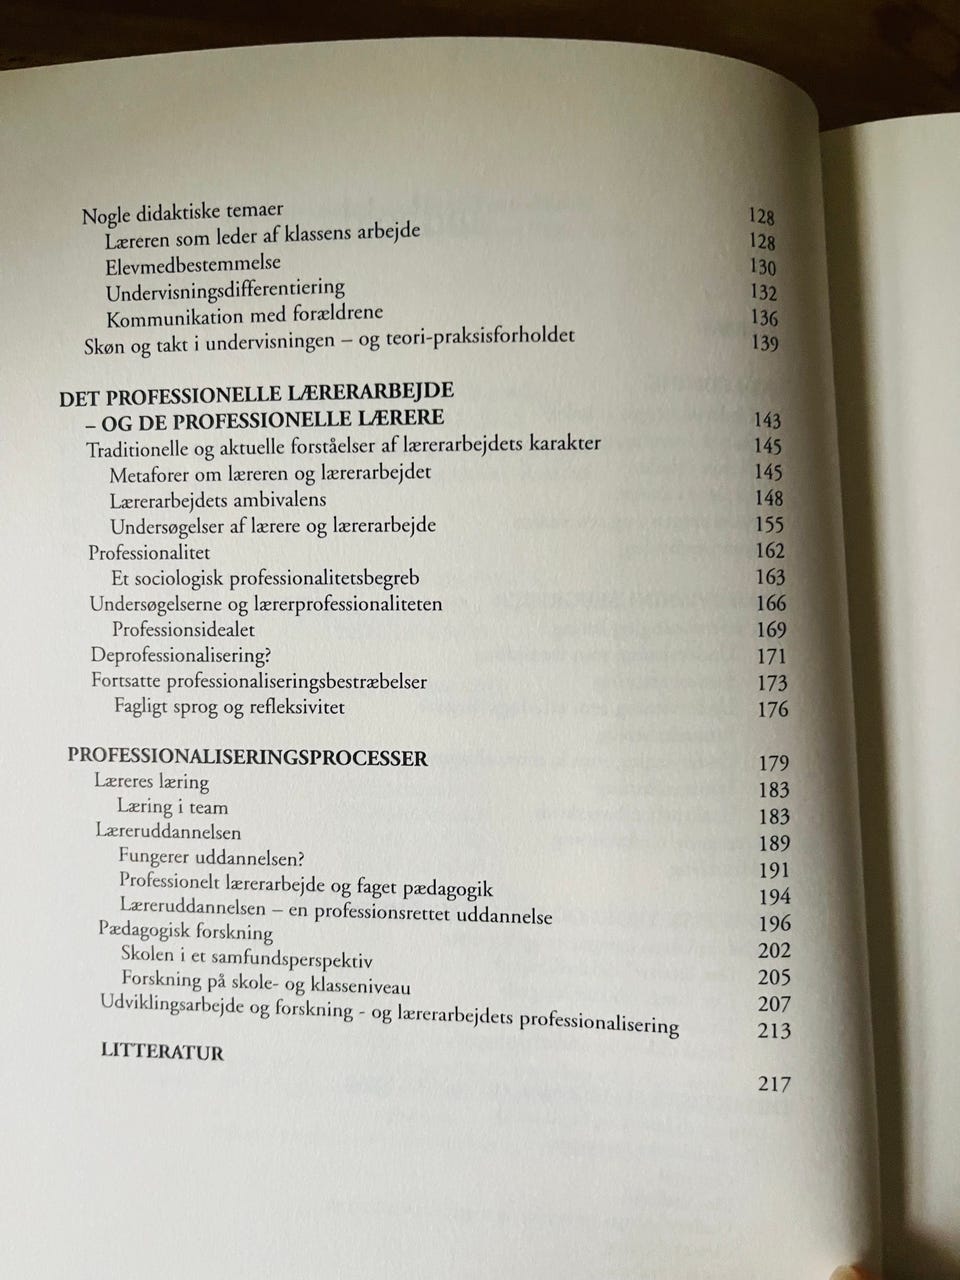 Nogle didaktiske temaer 128
Læreren som leder af klassens arbejde 128
Elevmedbestemmelse 130
Undervisningsdifferentiering 132
Kommunikation med forældrene 136
Skøn og takt i undervisningen – og teori-praksisforholdet 139
DET PROFESSIONELLE LÆRERARBEJDE
– OG DE PROFESSIONELLE LÆRERE 143
Traditionelle og aktuelle forståelser af lærerarbejdets karakter 145
Metaforer om læreren og lærerarbejdet 145
Lærerarbejdets ambivalens 148
Undersøgelser af lærere og lærerarbejde 155
Professionalitet 162
Et sociologisk professionalitetsbegreb 163
Undersøgelserne og lærerprofessionaliteten 166
Professionsidealet 169
Deprofessionalisering? 171
Fortsatte professionaliseringsbestræbelser 173
Fagligt sprog og refleksivitet 176
PROFESSIONALISERINGSPROCESSER 179
Læreres læring 183
Læring i team 183
Læreruddannelsen 189
Fungerer uddannelsen? 191
Professionelt lærerarbejde og faget pædagogik 194
Læreruddannelsen – en professionsrettet uddannelse 196
Pædagogisk forskning 202
Skolen i et samfundsperspektiv 205
Forskning på skole- og klasseniveau 207
Udviklingsarbejde og forskning - og lærerarbejdets professionalisering 213
LITTERATUR 217